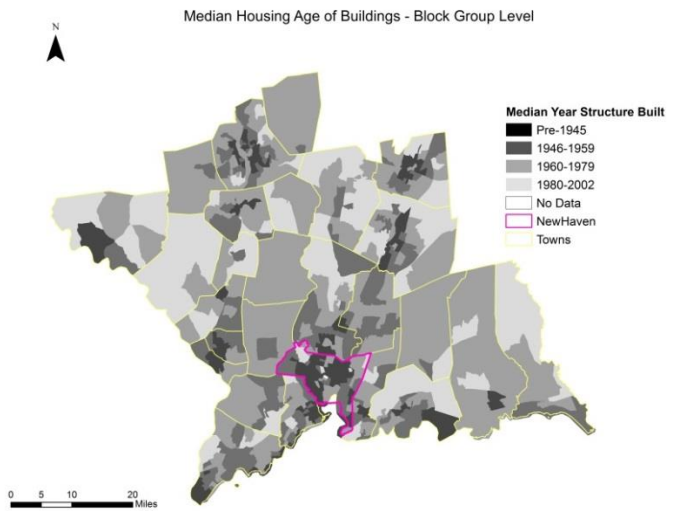 Median Housing Age of Buildings - Block Group Level
N
Median Year Structure Built
Pre-1945
1946-1959
1960-1979
1980-2002
No Data
NewHaven
Towns
0 5 10 20
Miles